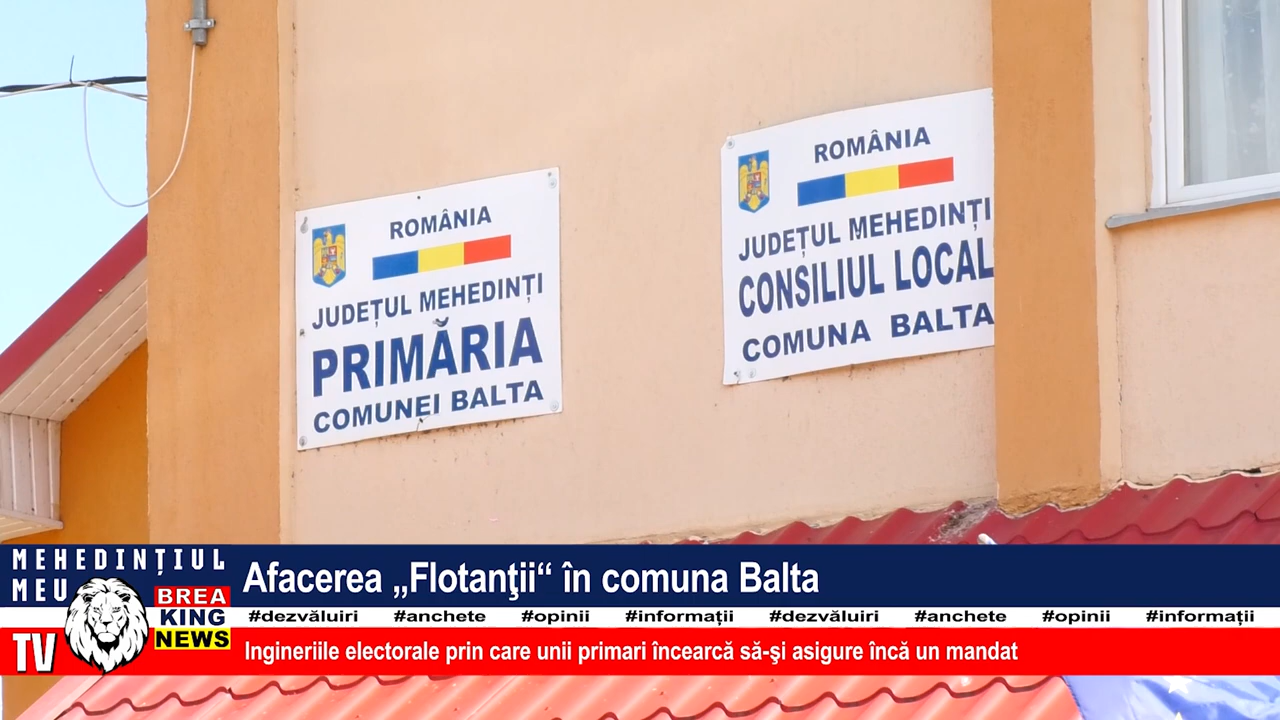 ROMÂNIA
JUDEȚUL MEHEDINȚI
PRIMĂRIA
COMUNEI BALTA
ROMÂNIA
JUDEȚUL MEHEDINȚI
CONSILIUL LOCAL
COMUNA BALTA
MEHEDINȚIUL
MEU
TV
BREA
KING
NEWS
Afacerea „Flotanţii“ în comuna Balta
#dezvăluiri #anchete #opinii #informații #dezvăluiri #anchete #opinii #informații
Ingineriile electorale prin care unii primari încearcă să-şi asigure încă un mandat